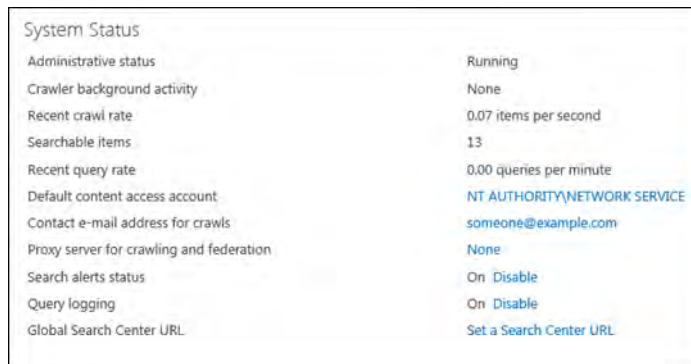 System Status
Administrative status Running
Crawler background activity None
Recent crawl rate 0.07 items per second
Searchable items 13
Recent query rate 0.00 queries per minute
Default content access account NT AUTHORITY\NETWORK SERVICE
Contact e-mail address for crawls someone@example.com
Proxy server for crawling and federation None
Search alerts status On Disable
Query logging On Disable
Global Search Center URL Set a Search Center URL